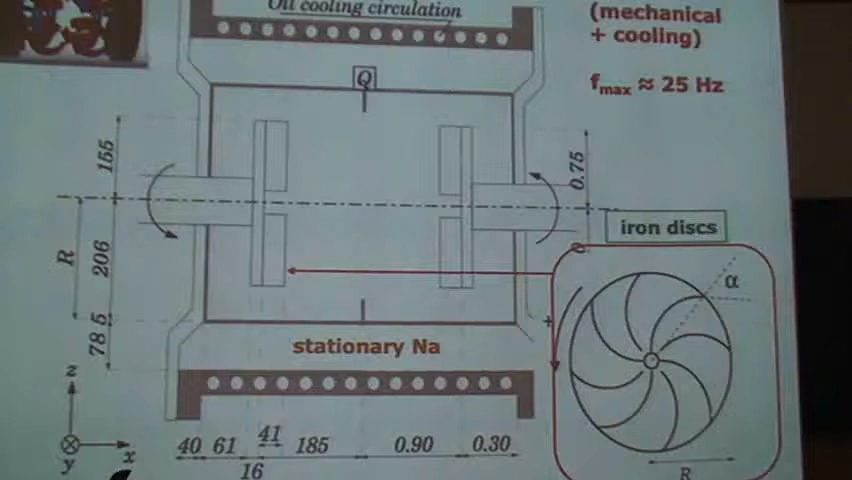 Oil cooling circulation
(mechanical
+ cooling)
Q
fmax ≈ 25 Hz
155
0.75
R
206
iron discs
α
78 5
stationary Na
z
y
x
40 61 41 185 0.90 0.30
16
R